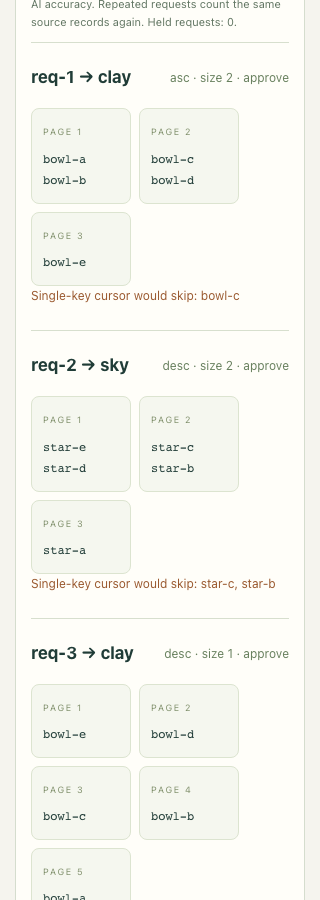 AI accuracy. Repeated requests count the same
source records again. Held requests: 0.
req-1 → clay
asc · size 2 · approve
PAGE 1
bowl-a
bowl-b
PAGE 2
bowl-c
bowl-d
PAGE 3
bowl-e
Single-key cursor would skip: bowl-c
req-2 → sky
desc · size 2 · approve
PAGE 1
star-e
star-d
PAGE 2
star-c
star-b
PAGE 3
star-a
Single-key cursor would skip: star-c, star-b
req-3 → clay
desc · size 1 · approve
PAGE 1
bowl-e
PAGE 2
bowl-d
PAGE 3
bowl-c
PAGE 4
bowl-b
PAGE 5
bowl-a